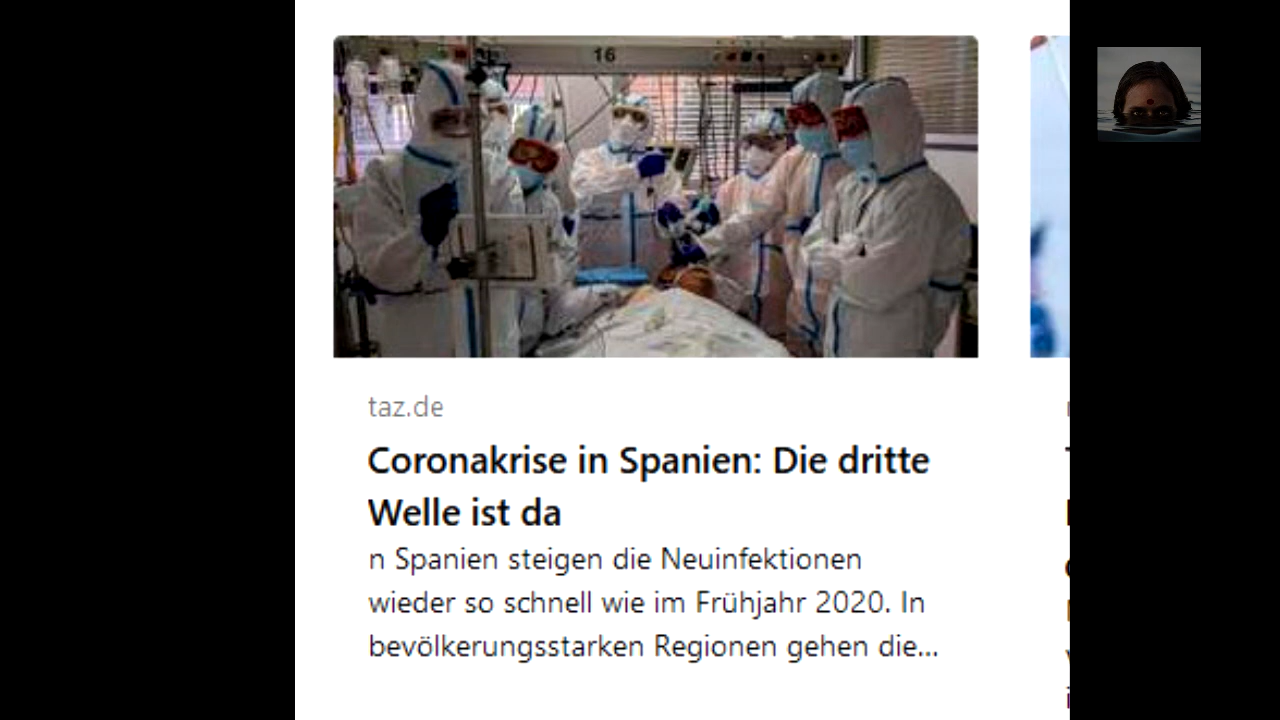 16
taz.de
Coronakrise in Spanien: Die dritte
Welle ist da
n Spanien steigen die Neuinfektionen
wieder so schnell wie im Frühjahr 2020. In
bevölkerungsstarken Regionen gehen die...